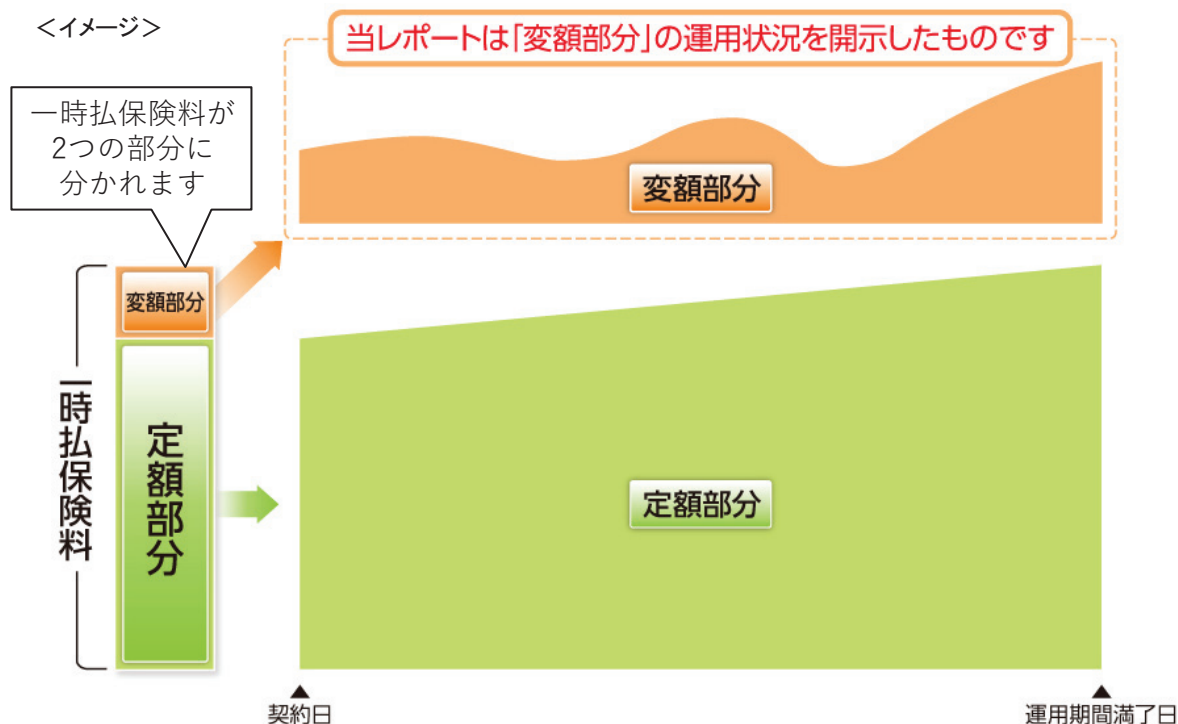 ＜イメージ＞
当レポートは「変額部分」の運用状況を開示したものです
一時払保険料が
2つの部分に
分かれます
変額部分
変額部分
一時払保険料
定額部分
定額部分
契約日
運用期間満了日